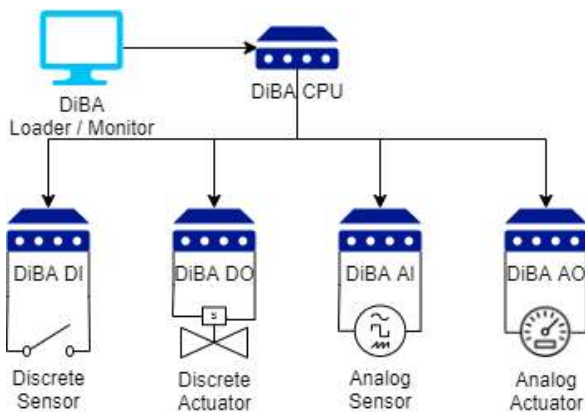 DiBA
Loader / Monitor
DiBA CPU
DiBA DI
DiBA DO
DiBA AI
DiBA AO
S
Discrete
Sensor
Discrete
Actuator
Analog
Sensor
Analog
Actuator